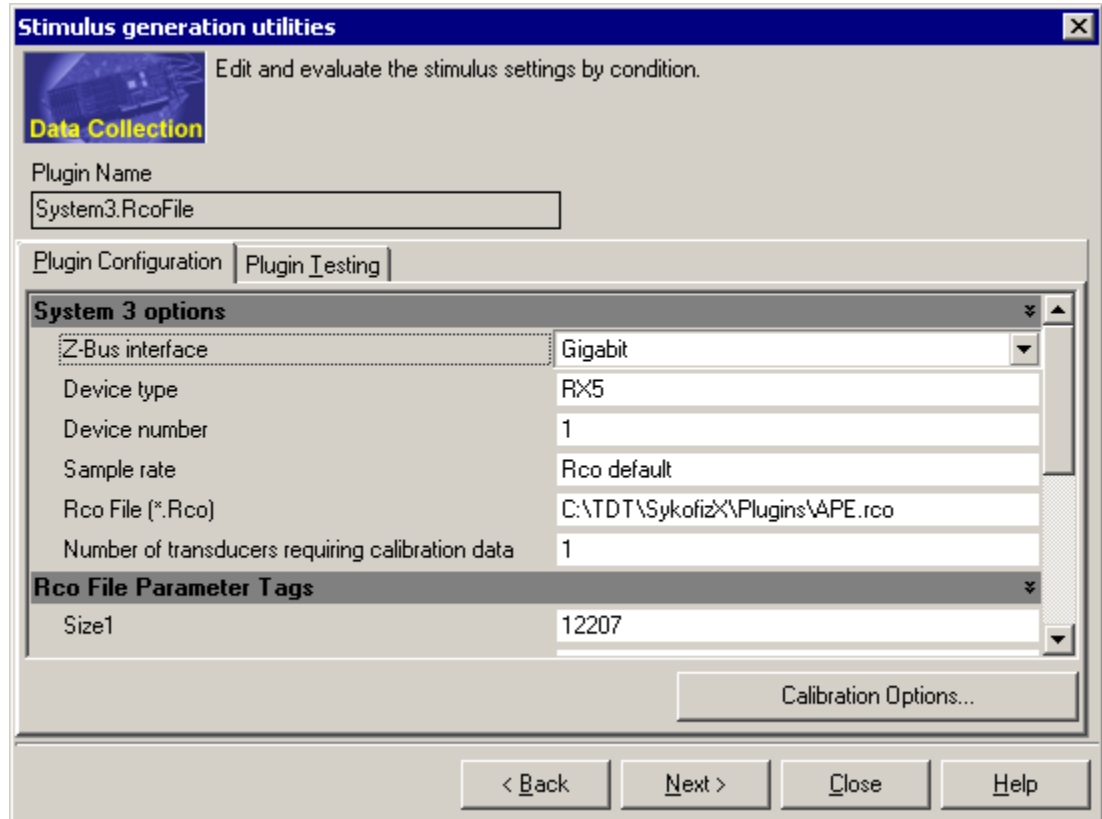 Stimulus generation utilities
Edit and evaluate the stimulus settings by condition.
Data Collection
Plugin Name
System3.RcoFile
Plugin Configuration
Plugin Testing
System 3 options
Z-Bus interface Gigabit
Device type RX5
Device number 1
Sample rate Rco default
Rco File (*.Rco) C:\TDT\SykofizX\Plugins\APE.rco
Number of transducers requiring calibration data 1
Rco File Parameter Tags
Size1 12207
Calibration Options...
< Back Next > Close Help